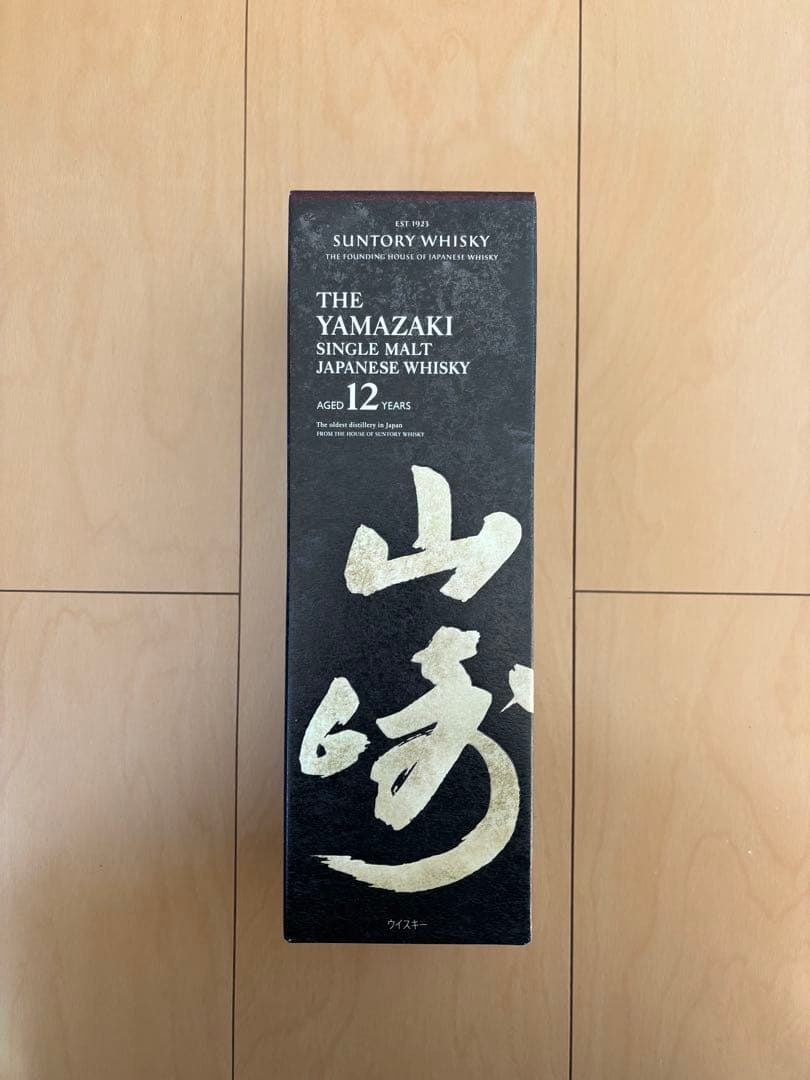 EST 1923
SUNTORY WHISKY
THE FOUNDING HOUSE OF JAPANESE WHISKY
THE
YAMAZAKI
SINGLE MALT
JAPANESE WHISKY
AGED 12 YEARS
The oldest distillery in Japan
FROM THE HOUSE OF SUNTORY WHISKY
山
崎
ウイスキー